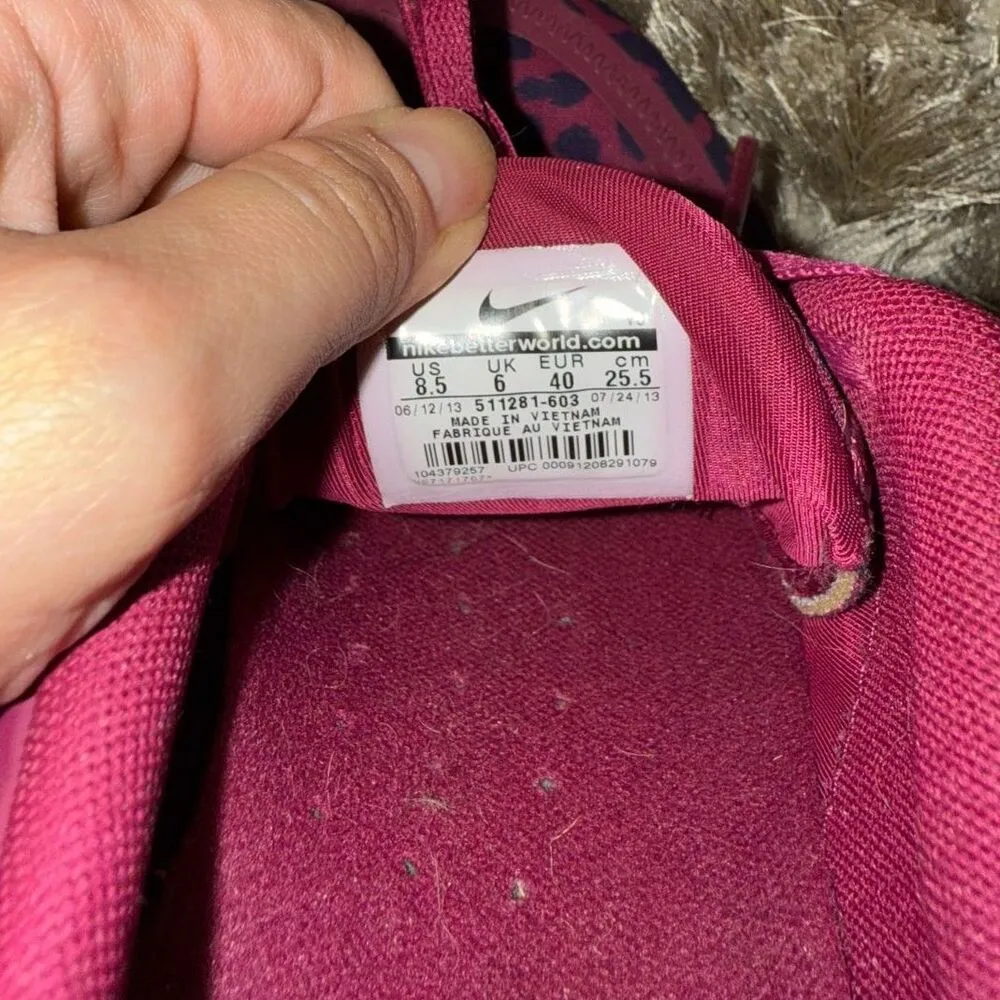 nikebetterworld.com
US UK EUR cm
8.5 6 40 25.5
06/12/13 511281-603 07/24/13
MADE IN VIETNAM
FABRIQUE AU VIETNAM
104379257 UPC 00091208291079